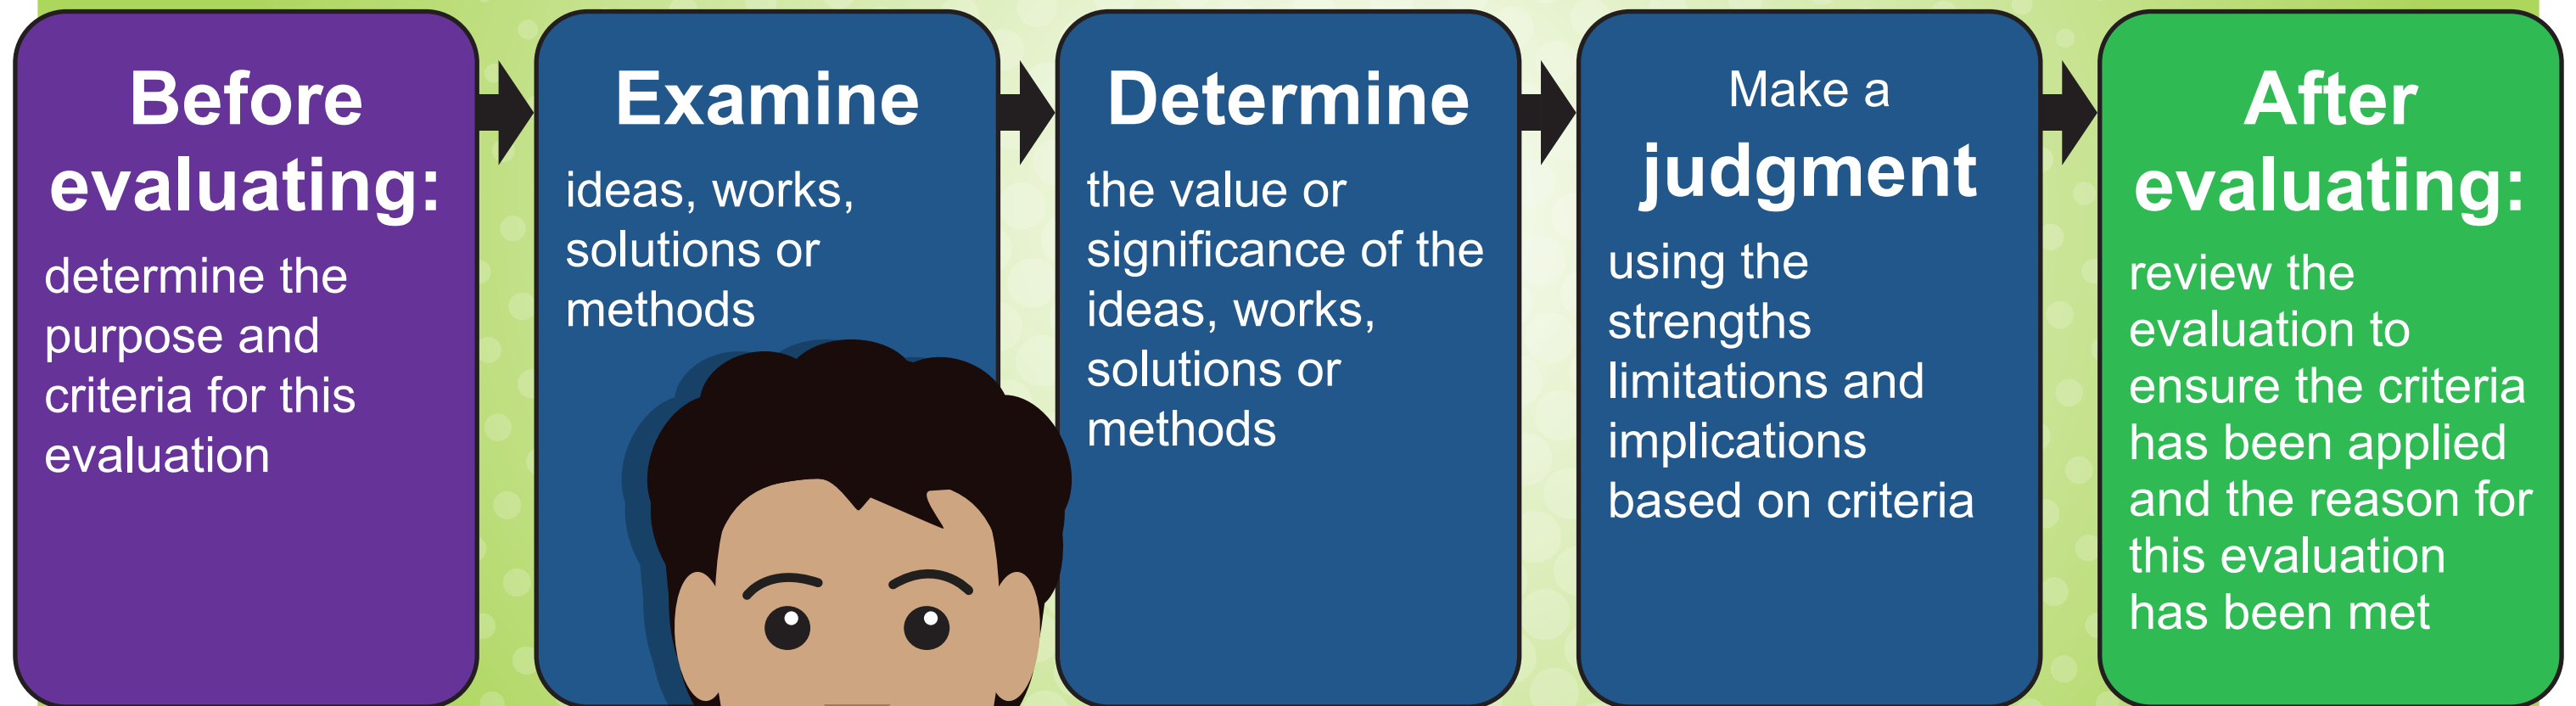 Before
evaluating:
determine the
purpose and
criteria for this
evaluation
Examine
ideas, works,
solutions or
methods
Determine
the value or
significance of the
ideas, works,
solutions or
methods
Make a
judgment
using the
strengths
limitations and
implications
based on criteria
After
evaluating:
review the
evaluation to
ensure the criteria
has been applied
and the reason for
this evaluation
has been met